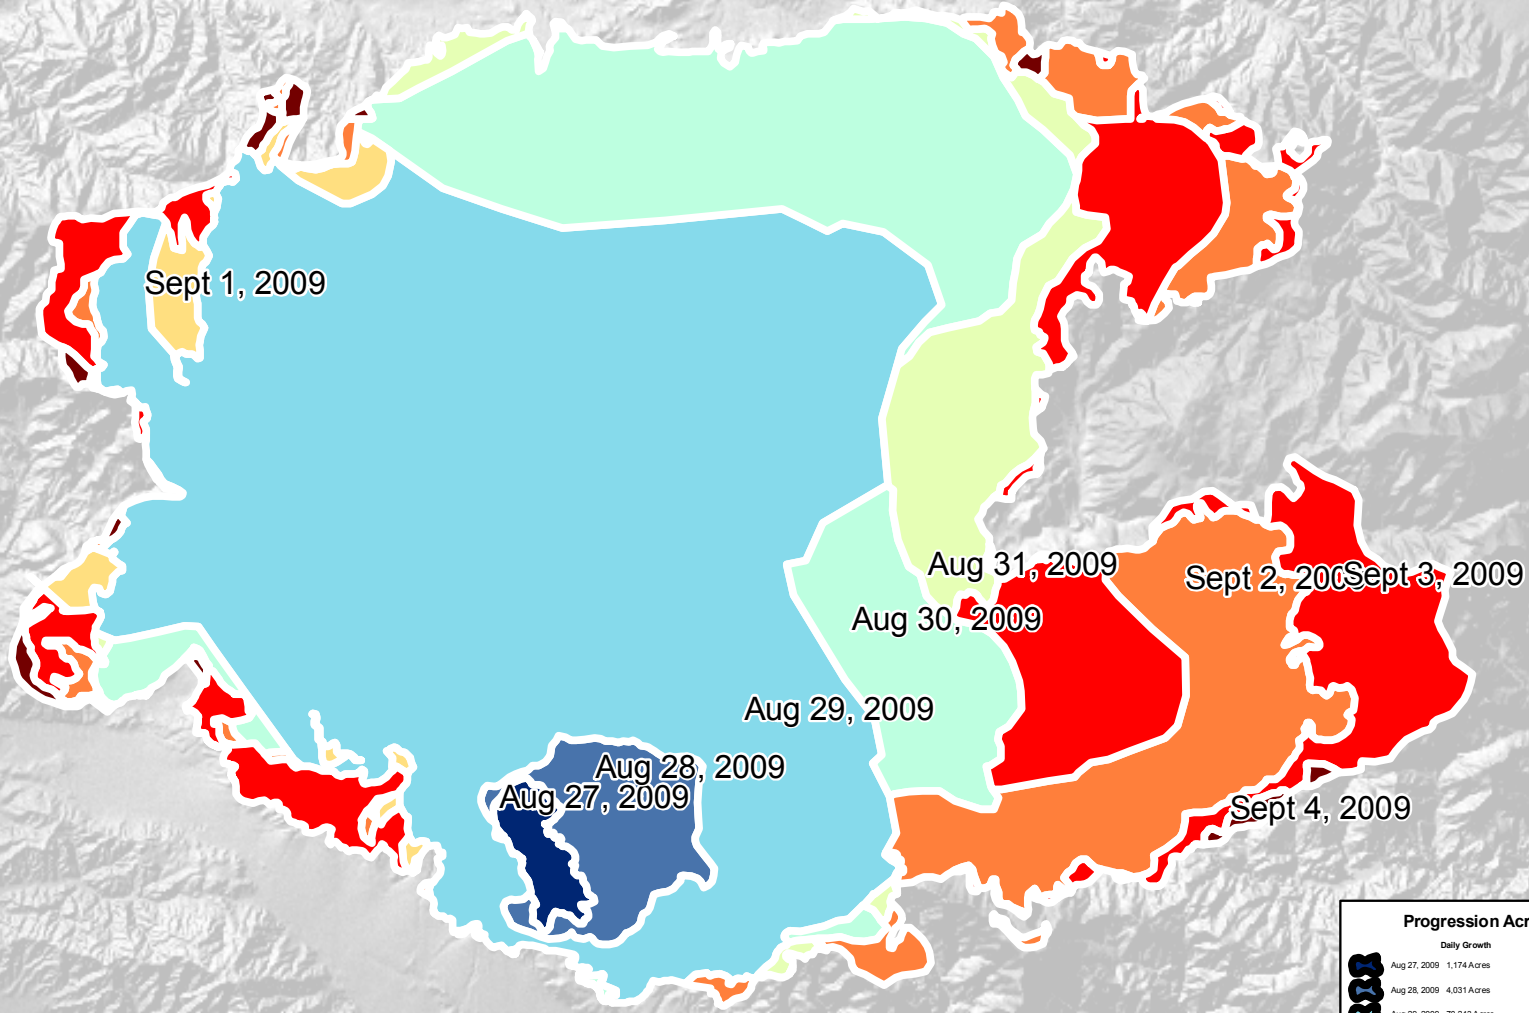 Sept 1, 2009
Aug 31, 2009
Sept 2, 200
Sept 3, 2009
Aug 30, 2009
Aug 29, 2009
Aug 28, 2009
Aug 27, 2009
Sept 4, 2009
Progression Acr
Daily Growth
Aug 27, 2009 1,174 Acres
Aug 28, 2009 4,031 Acres